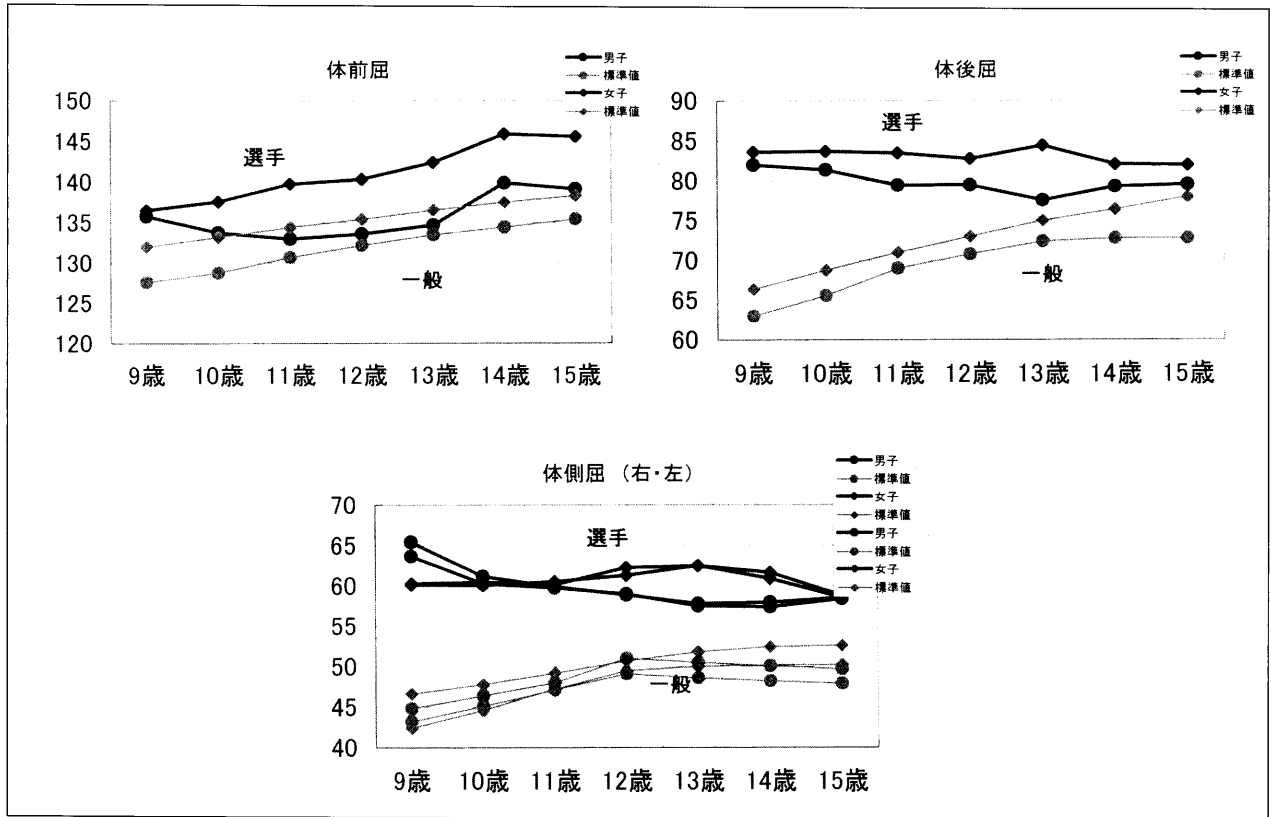 体前屈
男子
標準値
女子
標準値
150
145
140
135
130
125
120
選手
一般
9歳 10歳 11歳 12歳 13歳 14歳 15歳
体後屈
男子
標準値
女子
標準値
90
85
80
75
70
65
60
選手
一般
9歳 10歳 11歳 12歳 13歳 14歳 15歳
体側屈 (右・左)
男子
標準値
女子
標準値
男子
標準値
女子
標準値
70
65
60
55
50
45
40
選手
一般
9歳 10歳 11歳 12歳 13歳 14歳 15歳